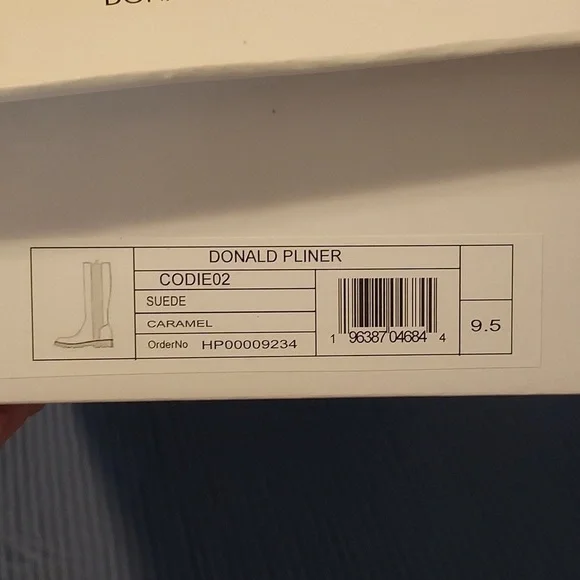 DONALD PLINER
CODIE02
SUEDE
CARAMEL
OrderNo HP00009234
1 96387 04684 4
9.5